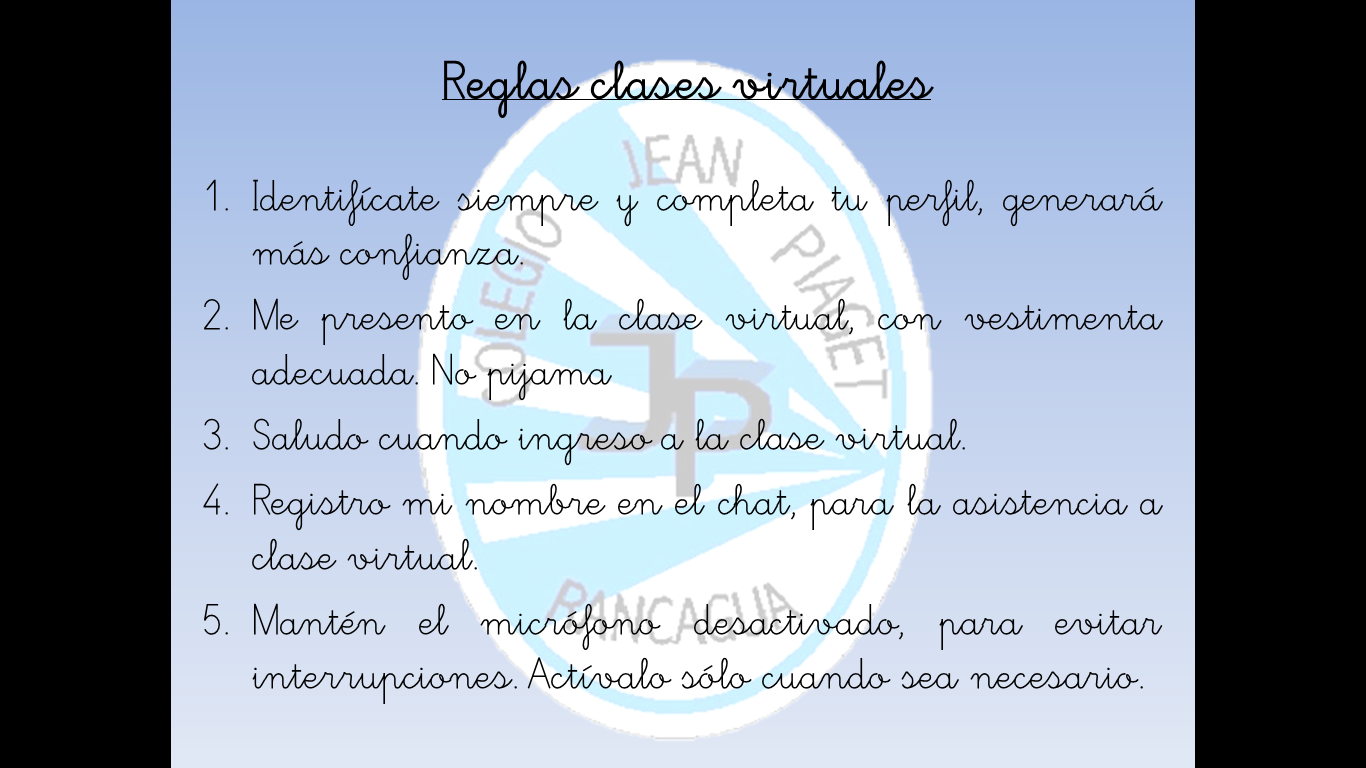 Reglas clases virtuales
1. Identifícate siempre y completa tu perfil, generará
más confianza.
2. Me presento en la clase virtual, con vestimenta
adecuada. No pijama
3. Saludo cuando ingreso a la clase virtual.
4. Registro mi nombre en el chat, para la asistencia a
clase virtual.
5. Mantén el micrófono desactivado, para evitar
interrupciones. Actívalo sólo cuando sea necesario.
COLEGIO JEAN PIAGET
JP
RANCAGUA